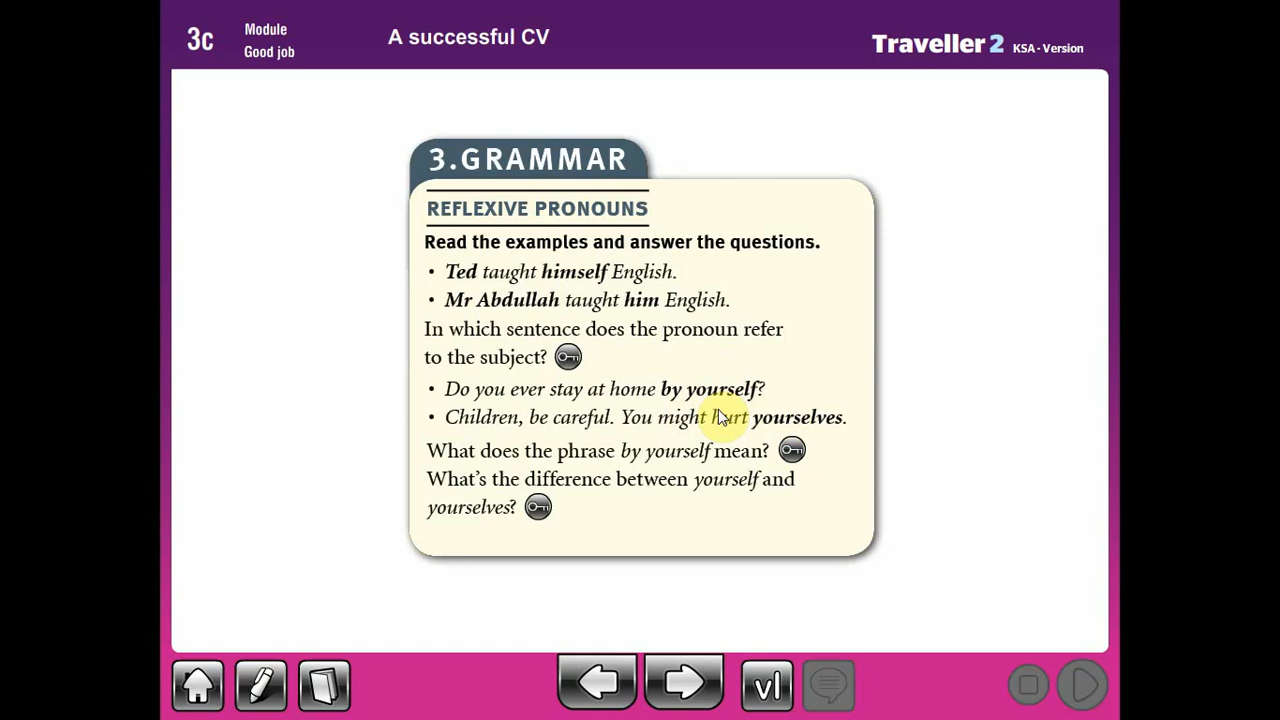 3c
Module
Good job
A successful CV
Traveller 2 KSA - Version
3.GRAMMAR
REFLEXIVE PRONOUNS
Read the examples and answer the questions.
• Ted taught himself English.
• Mr Abdullah taught him English.
In which sentence does the pronoun refer
to the subject?
• Do you ever stay at home by yourself?
• Children, be careful. You might hurt yourselves.
What does the phrase by yourself mean?
What's the difference between yourself and
yourselves?
vl